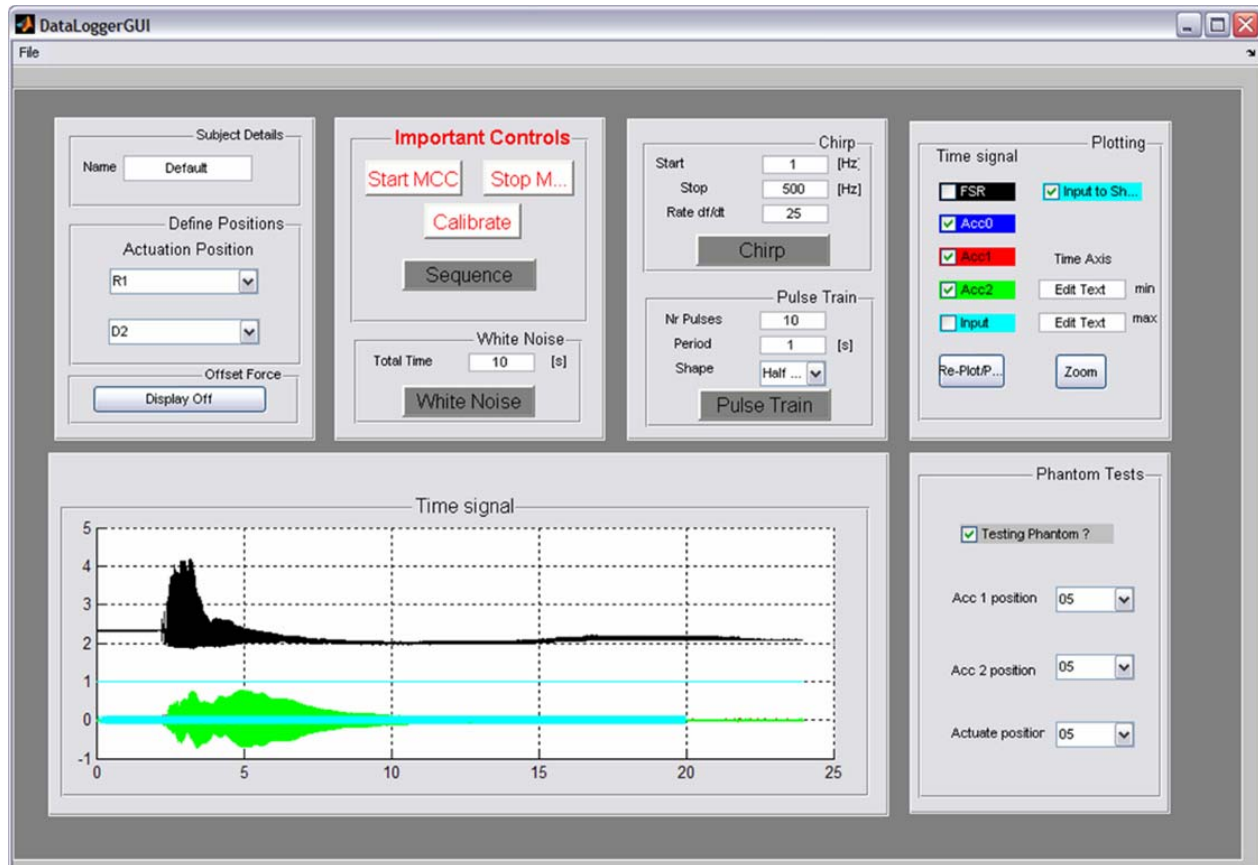 DataLoggerGUI
File
Subject Details
Name Default
Define Positions
Actuation Position
R1
D2
Offset Force
Display Off
Important Controls
Start MCC Stop M...
Calibrate
Sequence
White Noise
Total Time 10 [s]
White Noise
Chirp
Start 1 [Hz]
Stop 500 [Hz]
Rate df/dt 25
Chirp
Pulse Train
Nr Pulses 10
Period 1 [s]
Shape Half ...
Pulse Train
Plotting
Time signal
FSR Input to Sh...
Acc0
Acc1 Time Axis
Acc2 Edit Text min
Input Edit Text max
Re-Plot/P... Zoom
Time signal
5
4
3
2
1
0
-1
0 5 10 15 20 25
Phantom Tests
Testing Phantom ?
Acc 1 position 05
Acc 2 position 05
Actuate position 05